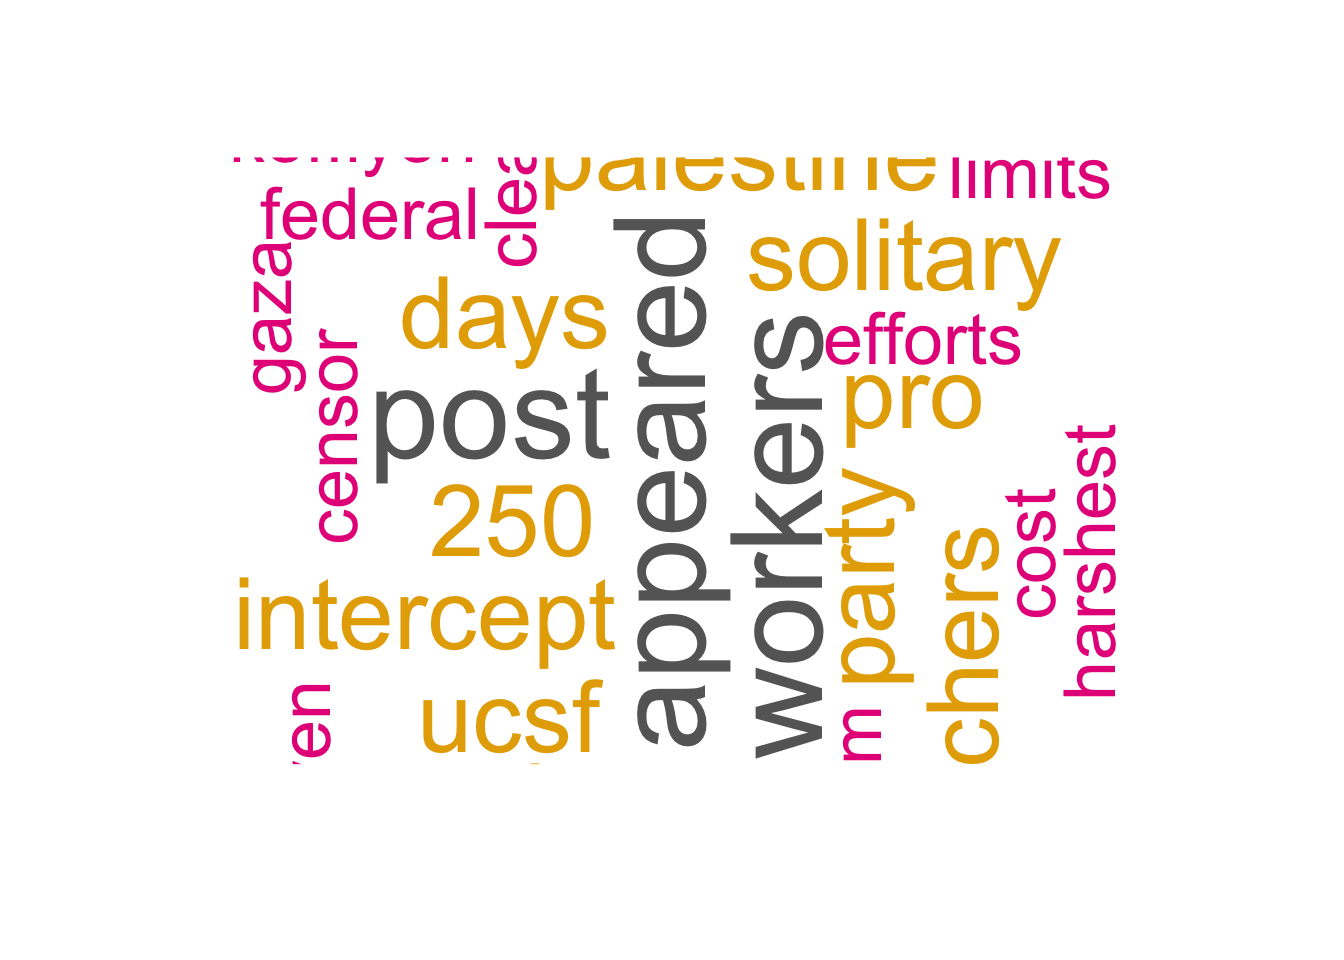 palestine
limits
federal
clea
solitary
gaza
days
appeared
efforts
workers
censor
post
pro
250
party
harshest
cost
chers
intercept
ucsf
en
m